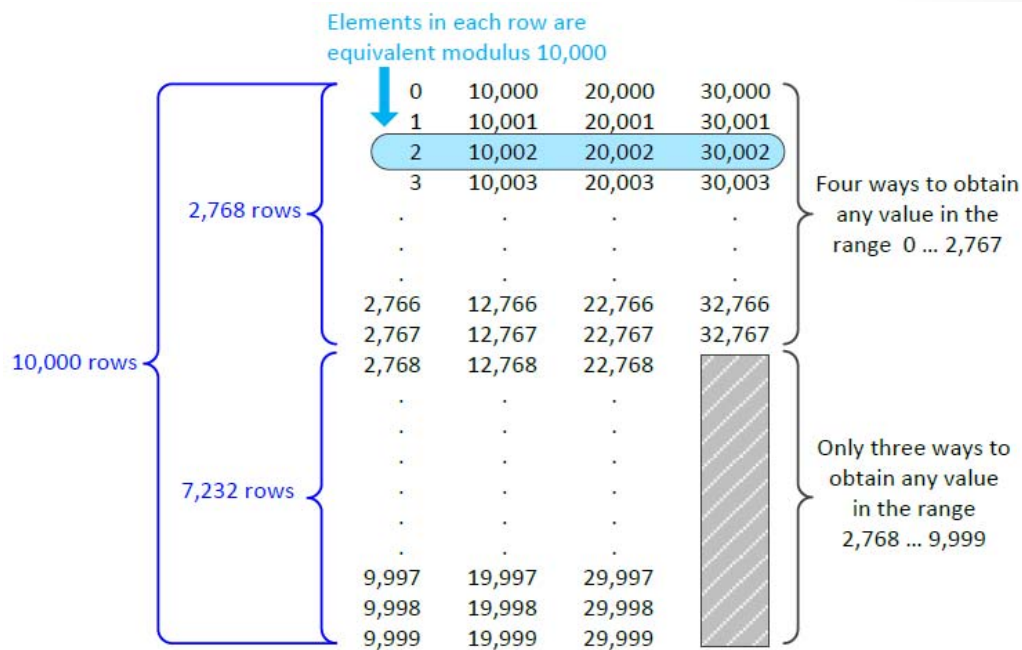 Elements in each row are
equivalent modulus 10,000
0 10,000 20,000 30,000
1 10,001 20,001 30,001
2 10,002 20,002 30,002
3 10,003 20,003 30,003
. . . .
. . . .
. . . .
2,766 12,766 22,766 32,766
2,767 12,767 22,767 32,767
2,768 12,768 22,768
. . .
. . .
. . .
. . .
. . .
. . .
9,997 19,997 29,997
9,998 19,998 29,998
9,999 19,999 29,999
10,000 rows
2,768 rows
7,232 rows
Four ways to obtain
any value in the
range 0 ... 2,767
Only three ways to
obtain any value
in the range
2,768 ... 9,999